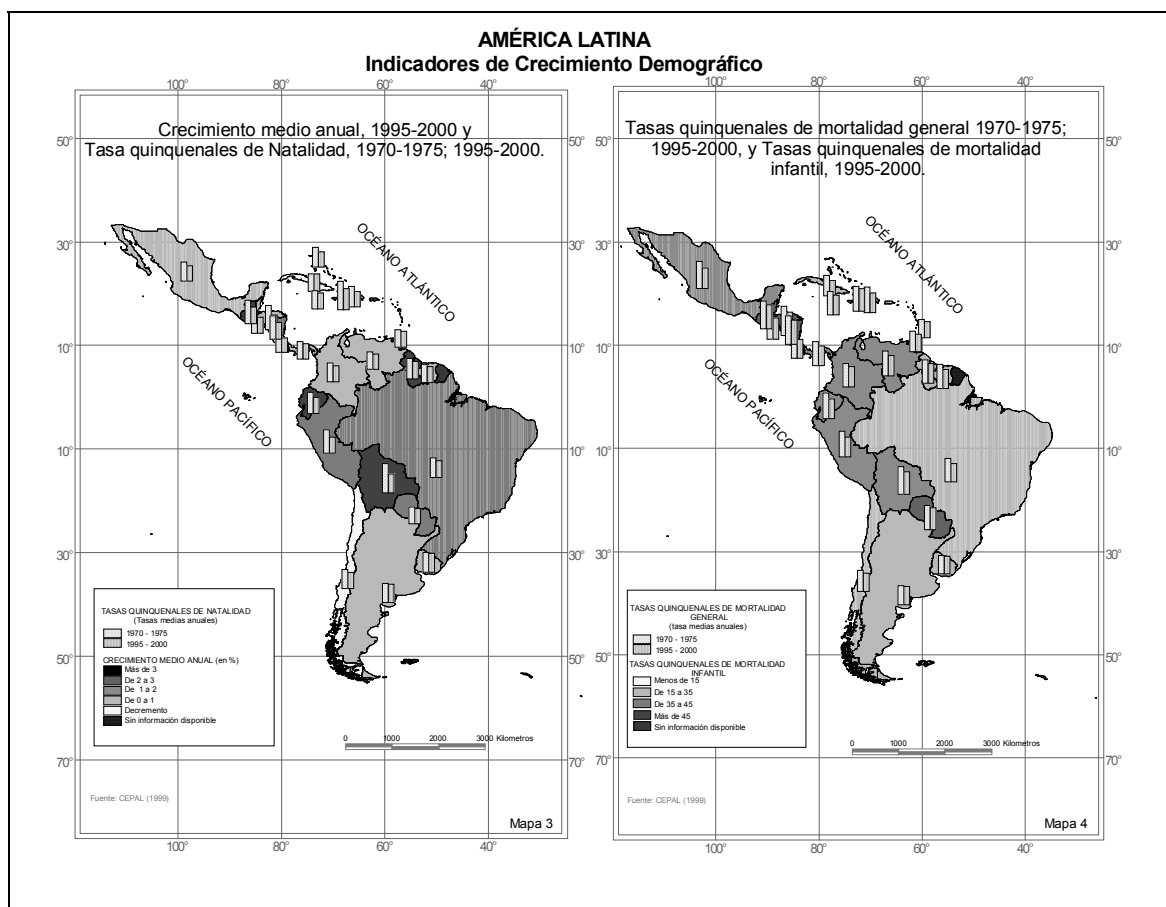 AMÉRICA LATINA
Indicadores de Crecimiento Demográfico
100° 80° 60° 40°
Crecimiento medio anual, 1995-2000 y
Tasa quinquenales de Natalidad, 1970-1975; 1995-2000.
50° 50°
30° 30°
10° 10°
10° 10°
30° 30°
50° 50°
70° 70°
OCÉANO ATLÁNTICO
OCÉANO PACÍFICO
TASAS QUINQUENALES DE NATALIDAD
(Tasas medias anuales)
1970 - 1975
1995 - 2000
CRECIMIENTO MEDIO ANUAL (en %)
Más de 3
De 2 a 3
De 1 a 2
De 0 a 1
Decremento
Sin información disponible
0 1000 2000 3000 Kilometros
Fuente: CEPAL (1999)
Mapa 3
100° 80° 60° 40°
100° 80° 60° 40°
Tasas quinquenales de mortalidad general 1970-1975;
1995-2000, y Tasas quinquenales de mortalidad
infantil, 1995-2000.
50° 50°
30° 30°
10° 10°
10° 10°
30° 30°
50° 50°
70° 70°
OCÉANO ATLÁNTICO
OCÉANO PACÍFICO
TASAS QUINQUENALES DE MORTALIDAD
GENERAL
(tasa medias anuales)
1970 - 1975
1995 - 2000
TASAS QUINQUENALES DE MORTALIDAD
INFANTIL
Menos de 15
De 15 a 35
De 35 a 45
Más de 45
Sin información disponible
0 1000 2000 3000 Kilometros
Fuente: CEPAL (1999)
Mapa 4
100° 80° 60° 40°